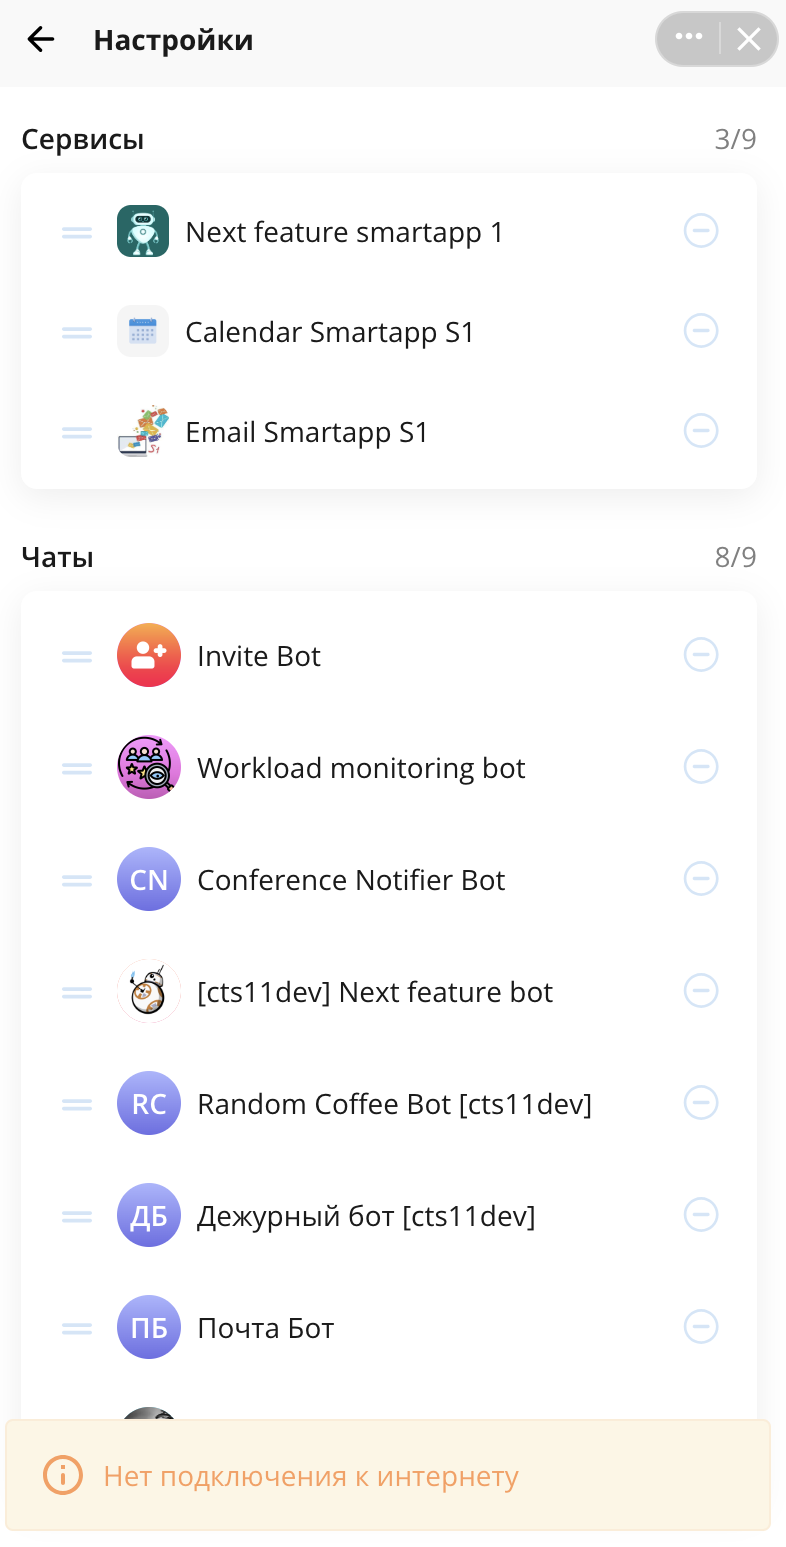 Настройки
Сервисы 3/9
Next feature smartapp 1
Calendar Smartapp S1
Email Smartapp S1
S1
Чаты 8/9
Invite Bot
Workload monitoring bot
CN Conference Notifier Bot
[cts11dev] Next feature bot
RC Random Coffee Bot [cts11dev]
ДБ Дежурный бот [cts11dev]
ПБ Почта Бот
Нет подключения к интернету